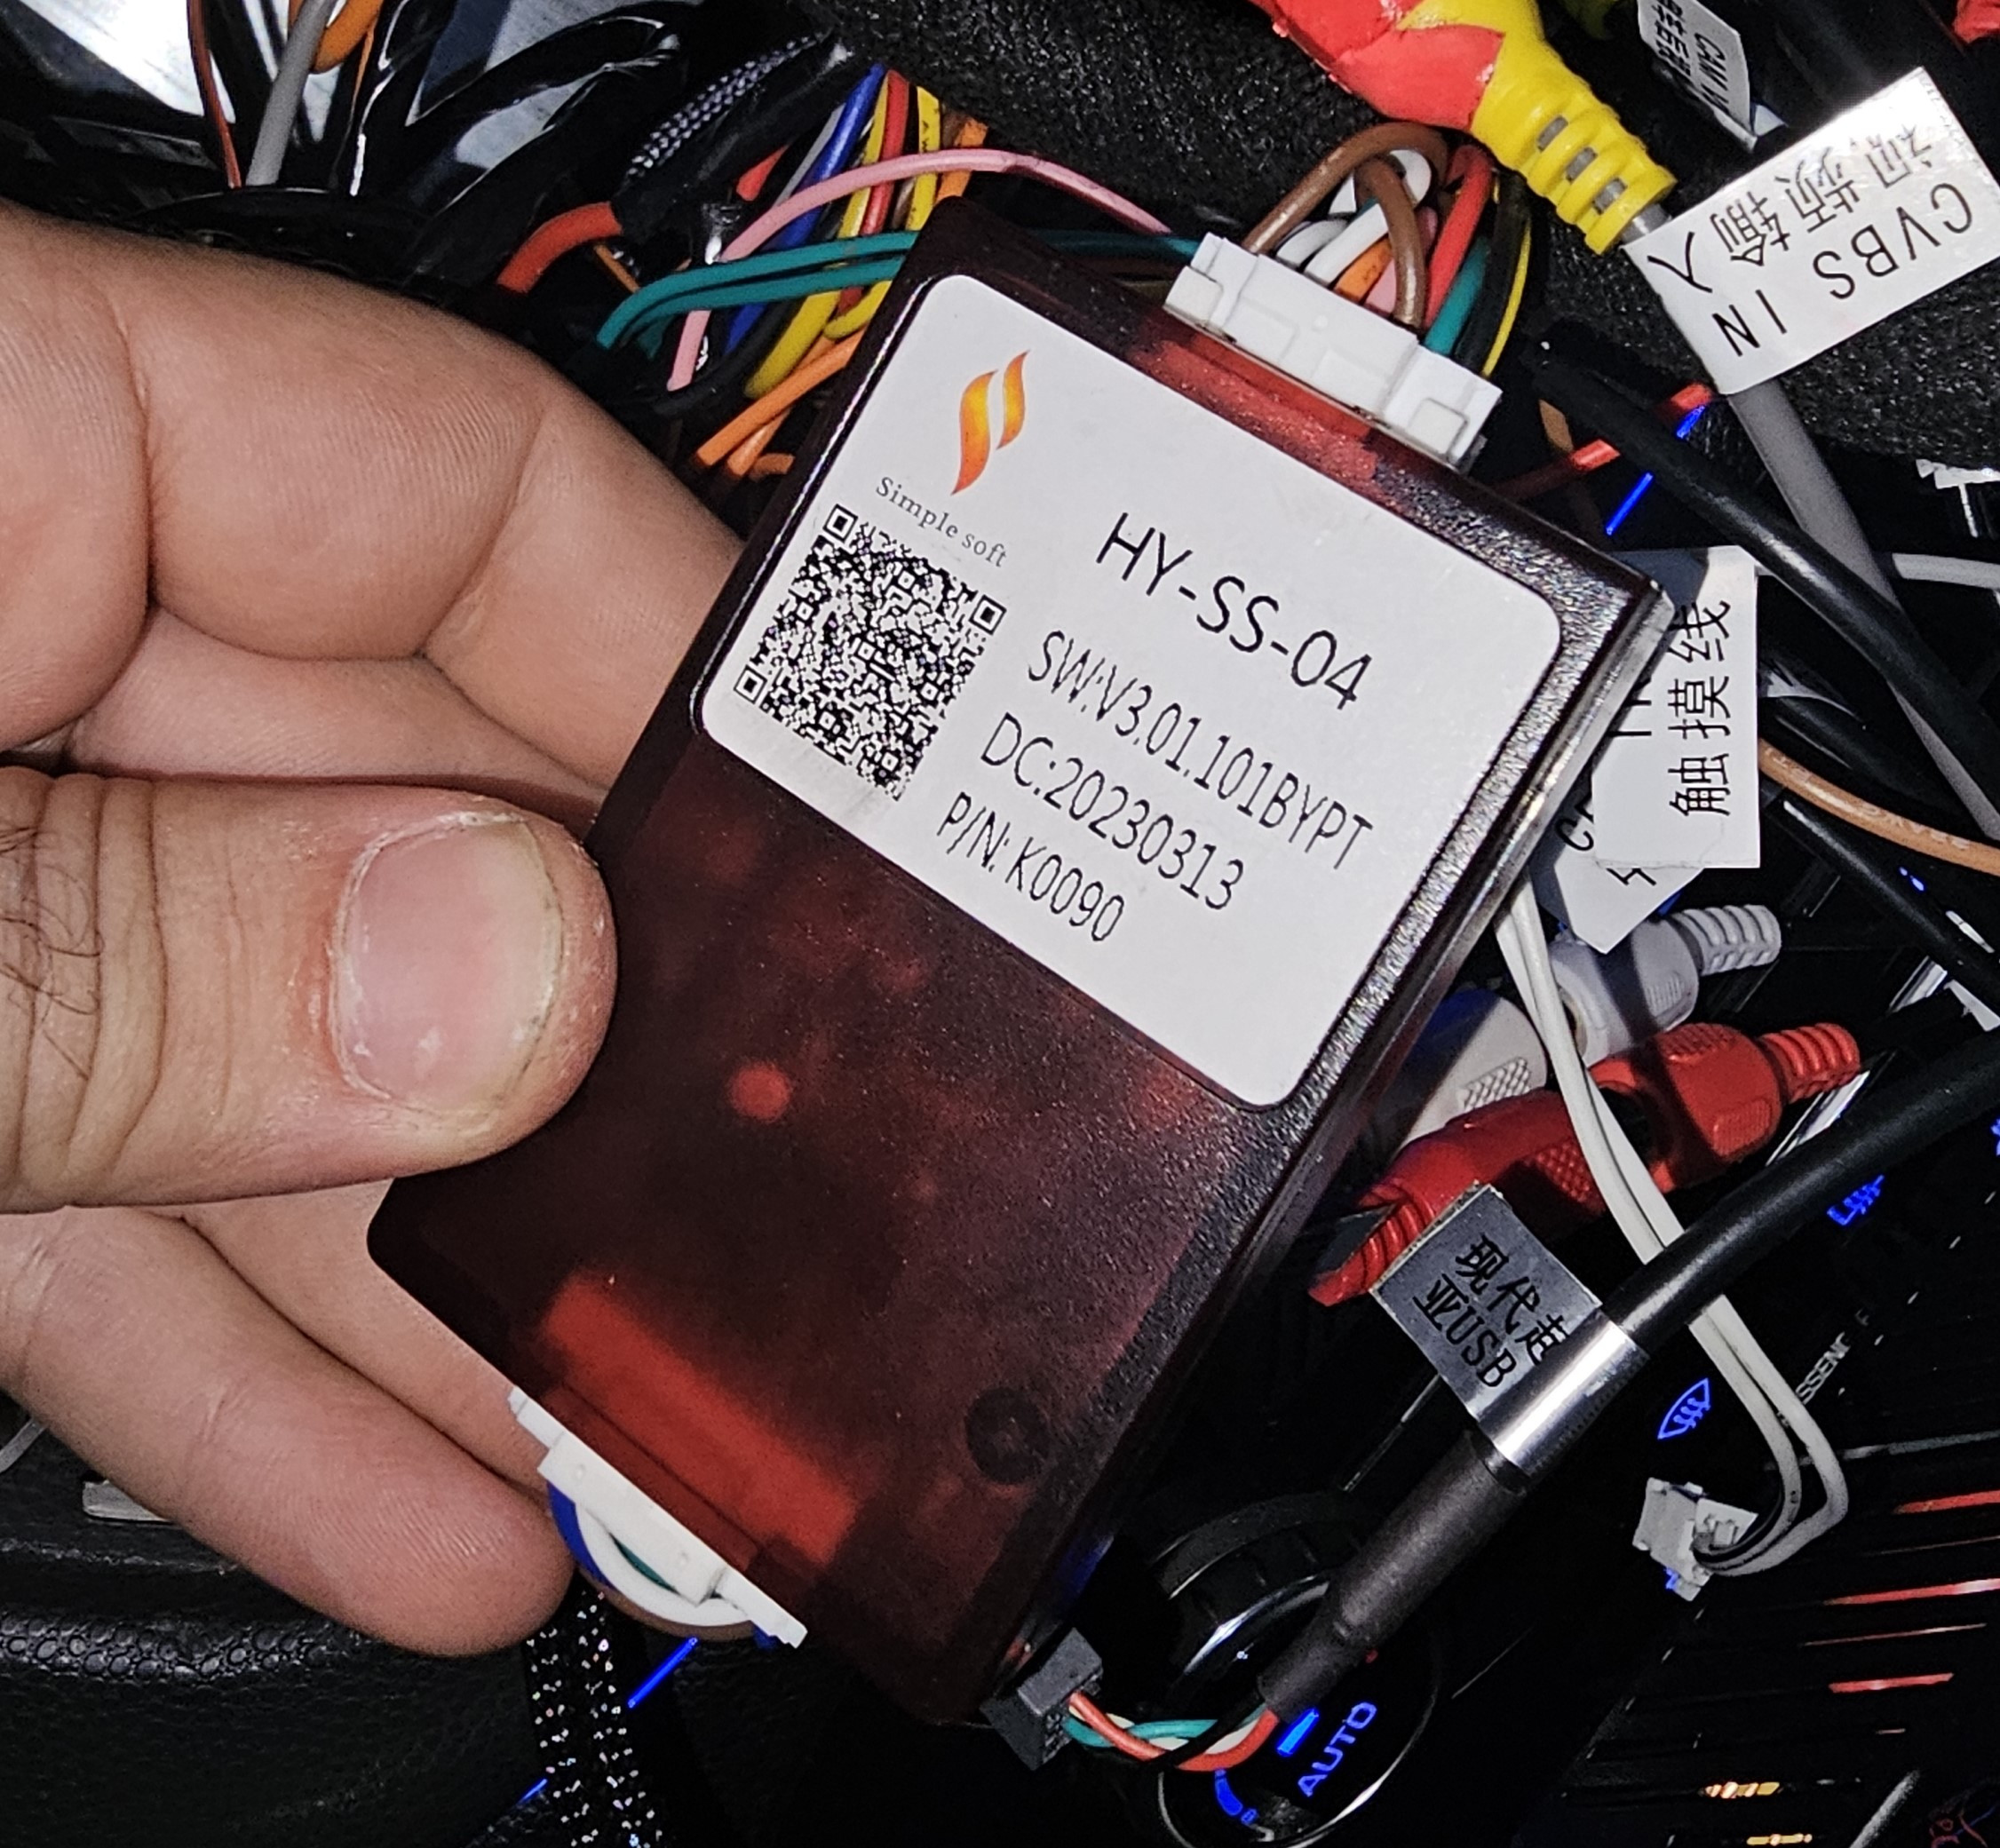 Simple soft
HY-SS-04
SW:V3.01.101BYPT
DC:20230313
P/N: K0090
CVBS IN
视频输入
触摸线
现代起
亚USB
AUTO